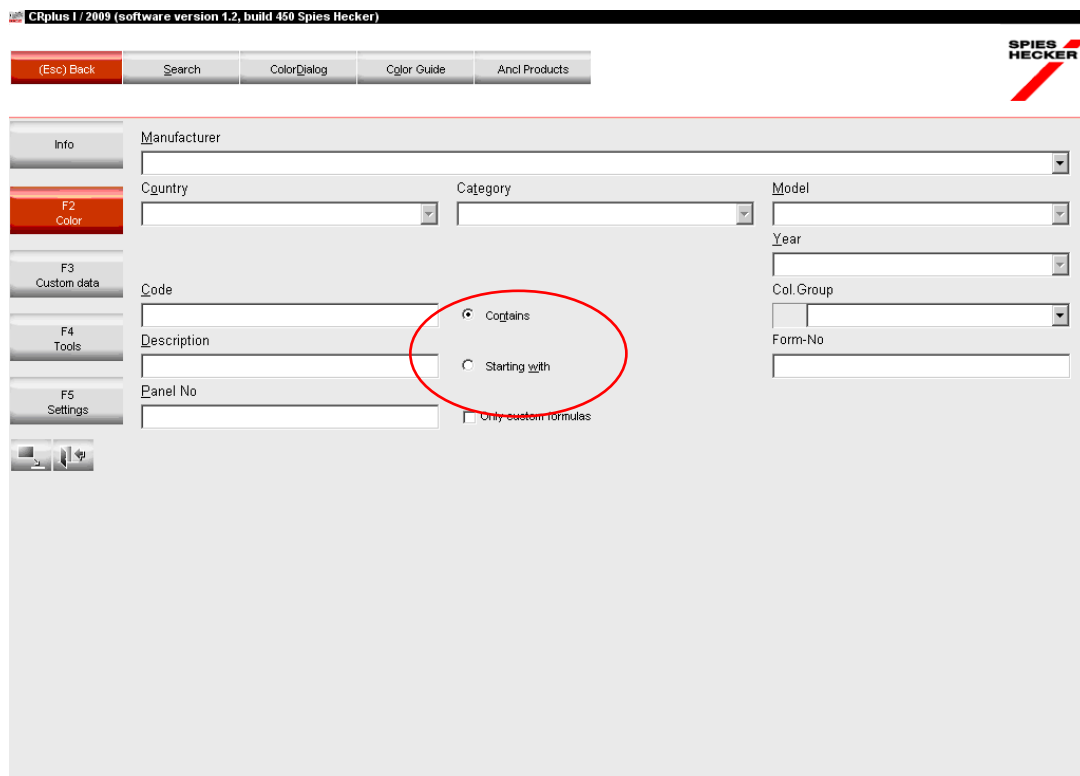 CRplus I / 2009 (software version 1.2, build 450 Spies Hecker)
SPIES
HECKER
(Esc) Back
Search
ColorDialog
Color Guide
Ancl Products
Info
Manufacturer
Country
Category
Model
F2
Color
Year
F3
Custom data
Code
Col.Group
Contains
F4
Tools
Description
Form-No
Starting with
F5
Settings
Panel No
Only custom formulas